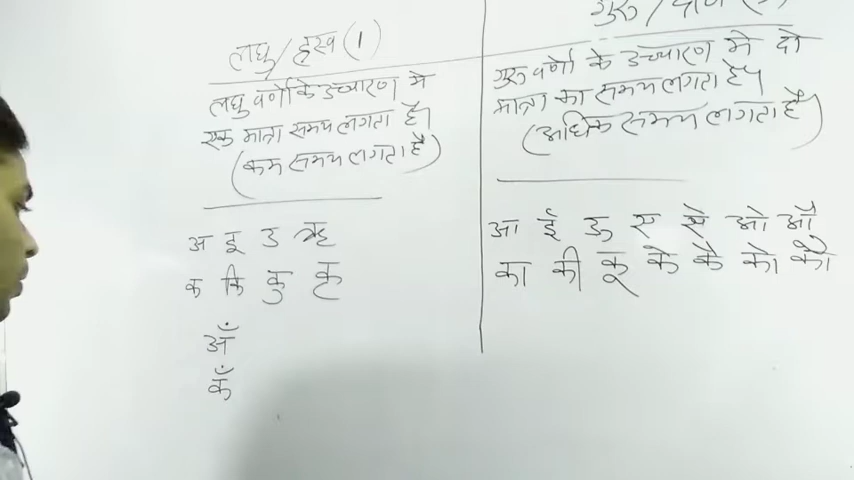 लघु/ह्रस्व (1)
लघु वर्णो के उच्चारण मे
एक मात्रा समय लगता है।
(कम समय लगता है)
अ इ उ ऋ
क कि कु कृ
अँ
कँ
गुरु/दीर्घ
गुरु वर्णो के उच्चारण मे दो
मात्रा का समय लगता है।
(अधिक समय लगता है)
आ ई ऊ ए ऐ ओ औ
का की कू के कै को कौ